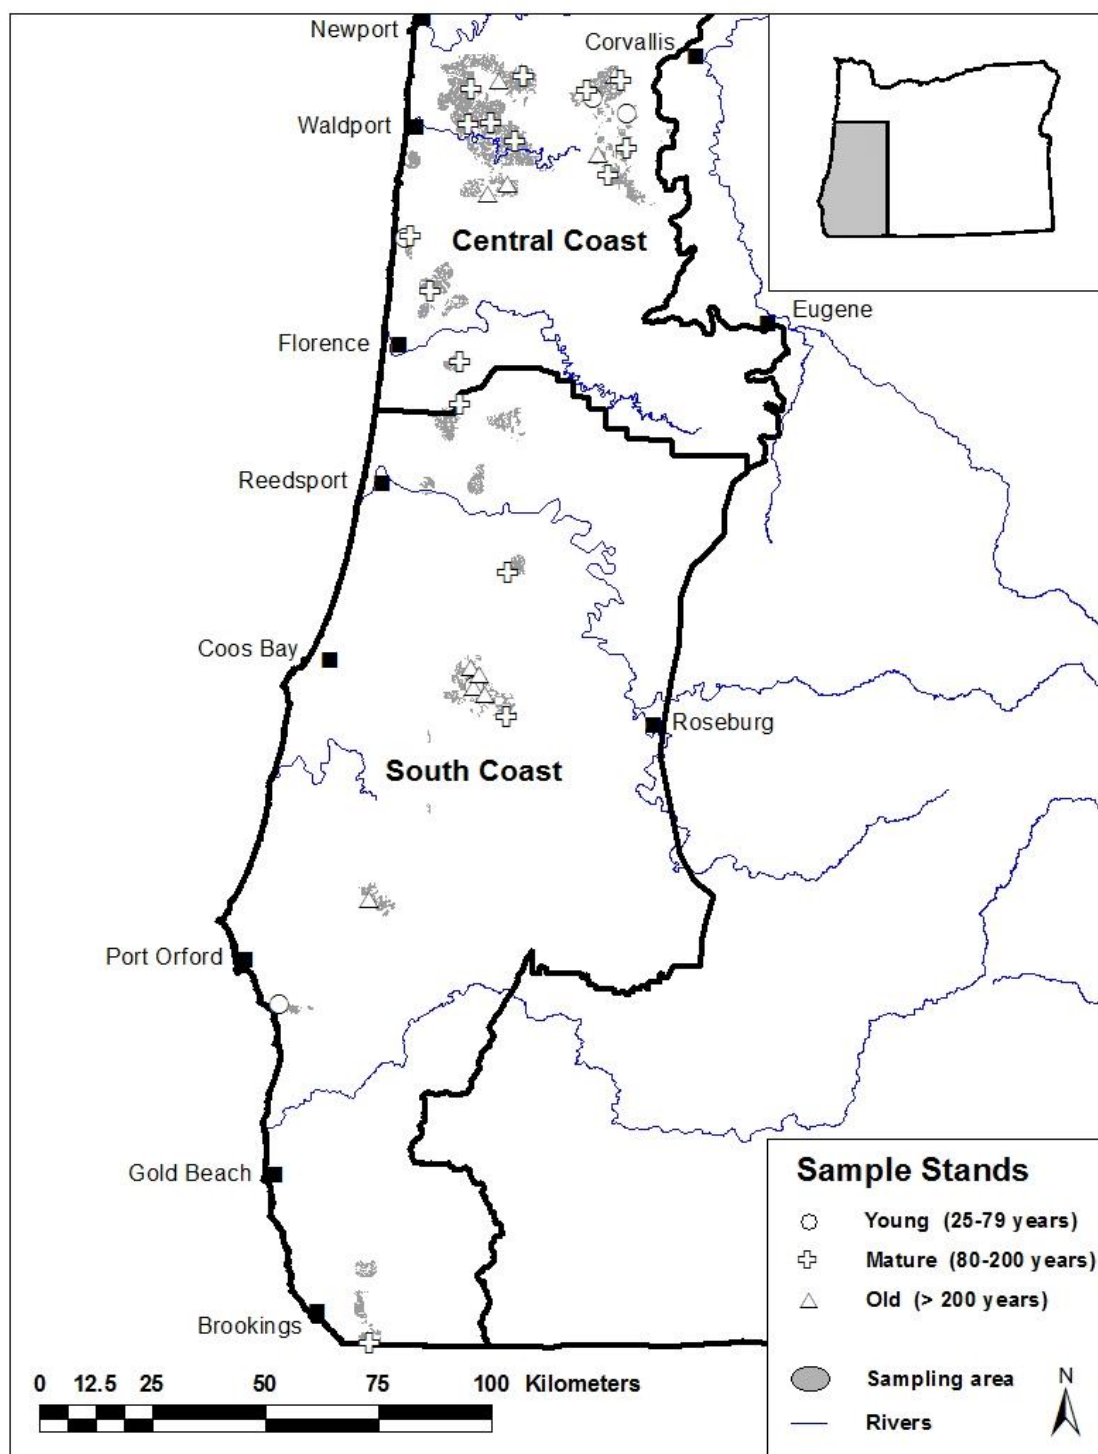 Newport
Corvallis
Waldport
Central Coast
Eugene
Florence
Reedsport
Coos Bay
Roseburg
South Coast
Port Orford
Gold Beach
Brookings
0 12.5 25 50 75 100 Kilometers
Sample Stands
Young (25-79 years)
Mature (80-200 years)
Old (> 200 years)
Sampling area
Rivers
N